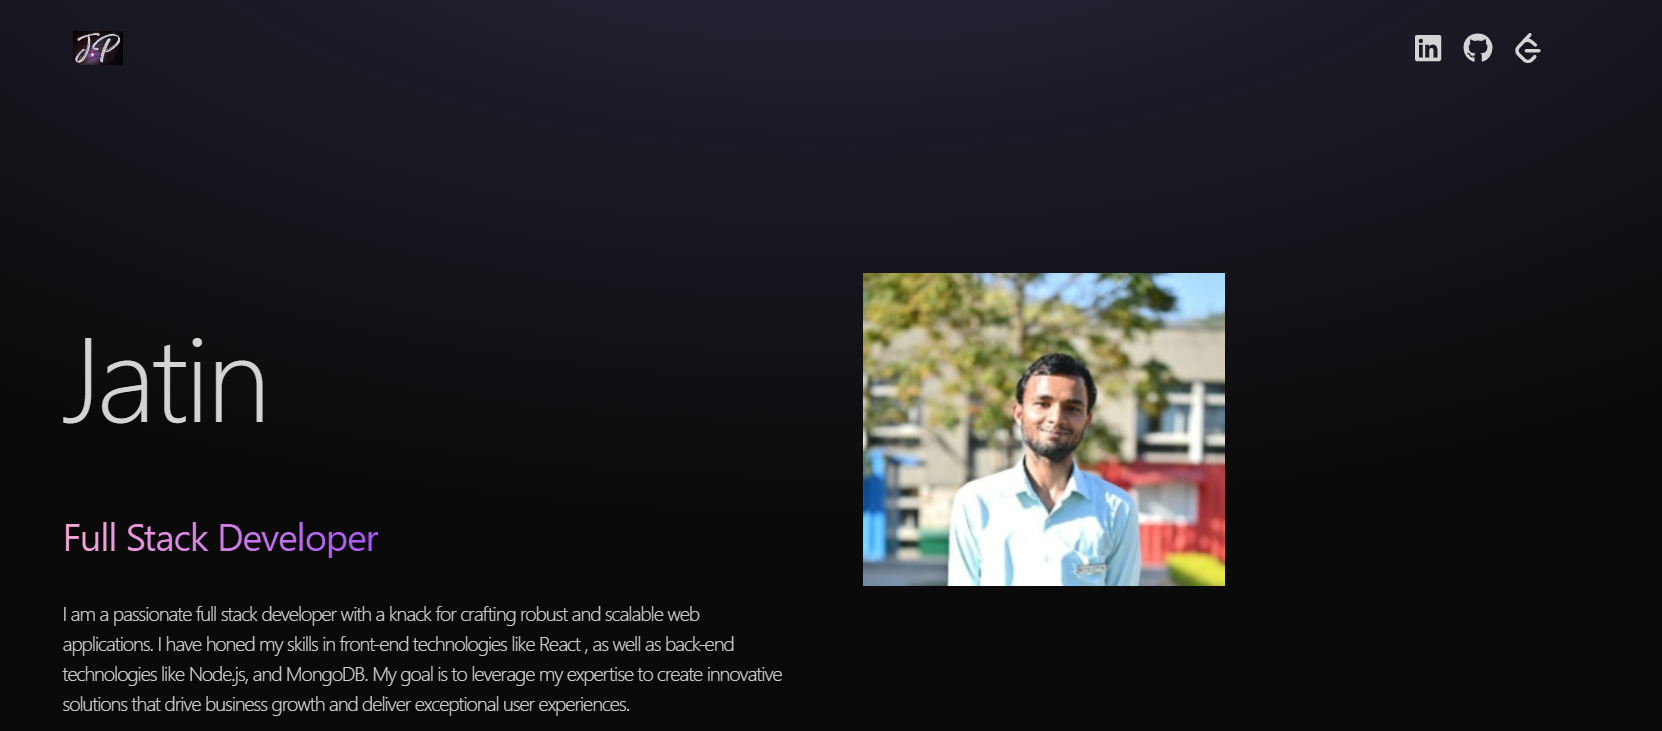 JP
in
Jatin
Full Stack Developer
I am a passionate full stack developer with a knack for crafting robust and scalable web
applications. I have honed my skills in front-end technologies like React , as well as back-end
technologies like Node.js, and MongoDB. My goal is to leverage my expertise to create innovative
solutions that drive business growth and deliver exceptional user experiences.